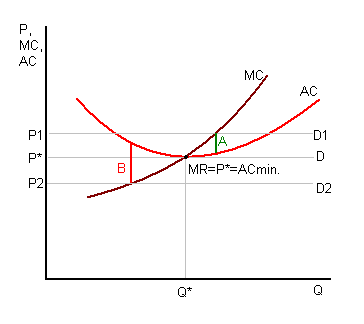 P,
MC,
AC
MC
AC
P1
A
D1
P*
D
B
MR=P*=ACmin.
P2
D2
Q*
Q